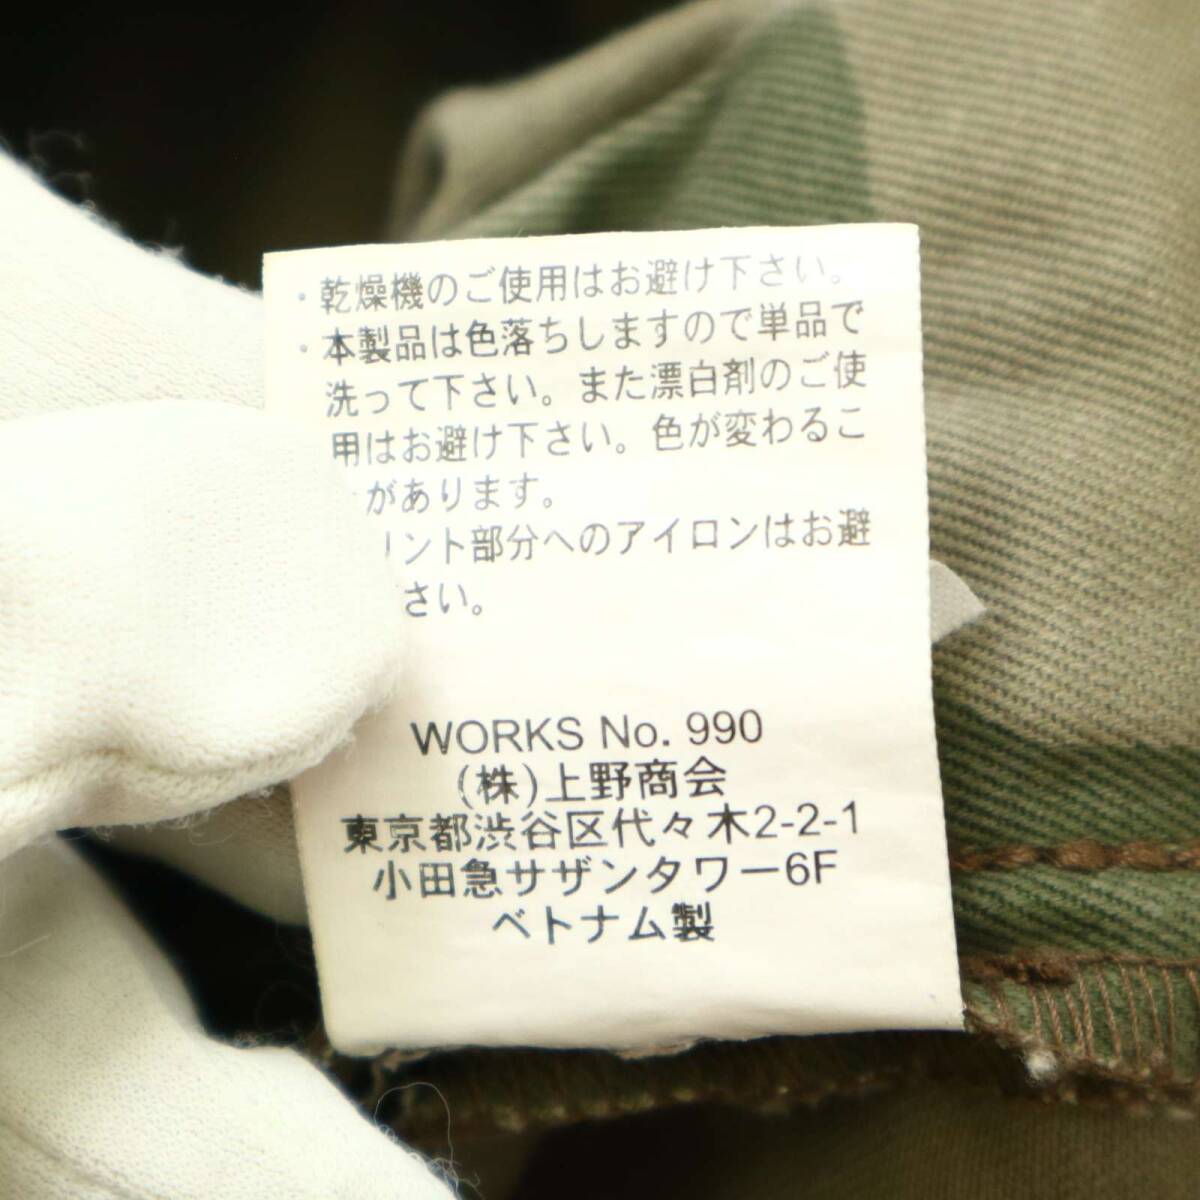 ・乾燥機のご使用はお避け下さい。
・本製品は色落ちしますので単品で
洗って下さい。また漂白剤のご使
用はお避け下さい。色が変わるこ
があります。
リント部分へのアイロンはお避
さい。
WORKS No. 990
(株)上野商会
東京都渋谷区代々木2-2-1
小田急サザンタワー6F
ベトナム製